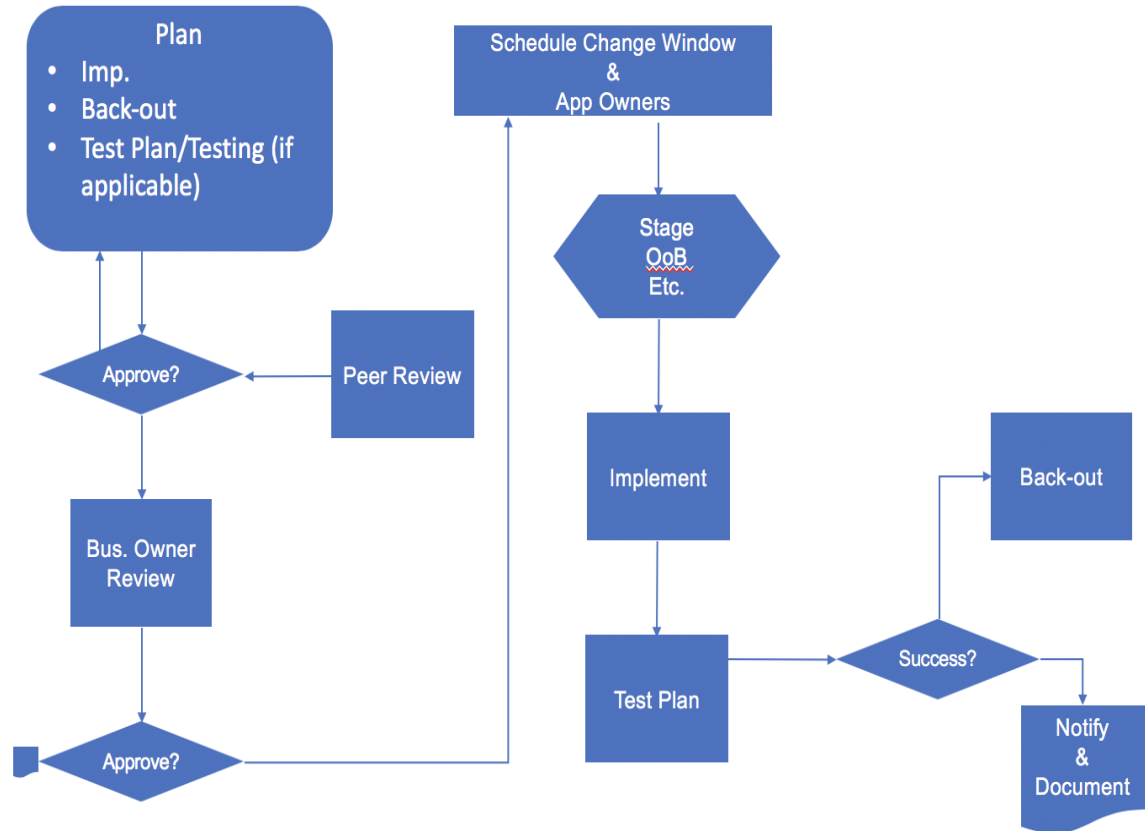 Plan
• Imp.
• Back-out
• Test Plan/Testing (if
applicable)
Approve?
Peer Review
Bus. Owner
Review
Approve?
Schedule Change Window
&
App Owners
Stage
OoB
Etc.
Implement
Test Plan
Success?
Back-out
Notify
&
Document